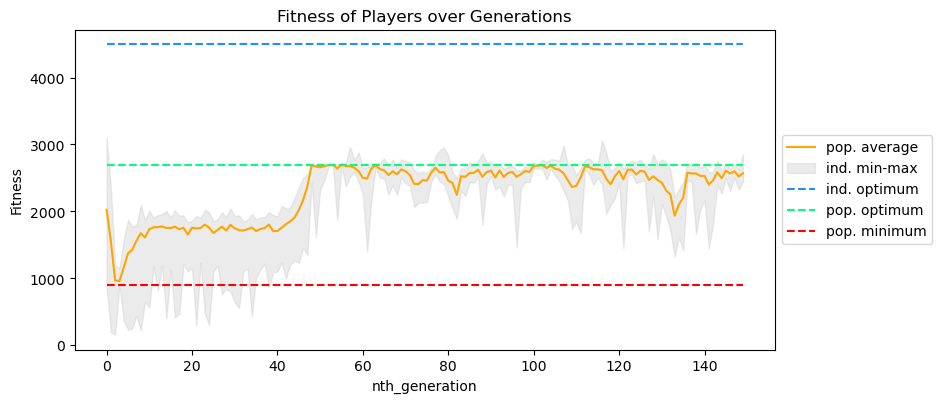 Fitness of Players over Generations
Fitness
4000
3000
2000
1000
0
0 20 40 60 80 100 120 140
nth_generation
pop. average
ind. min-max
ind. optimum
pop. optimum
pop. minimum